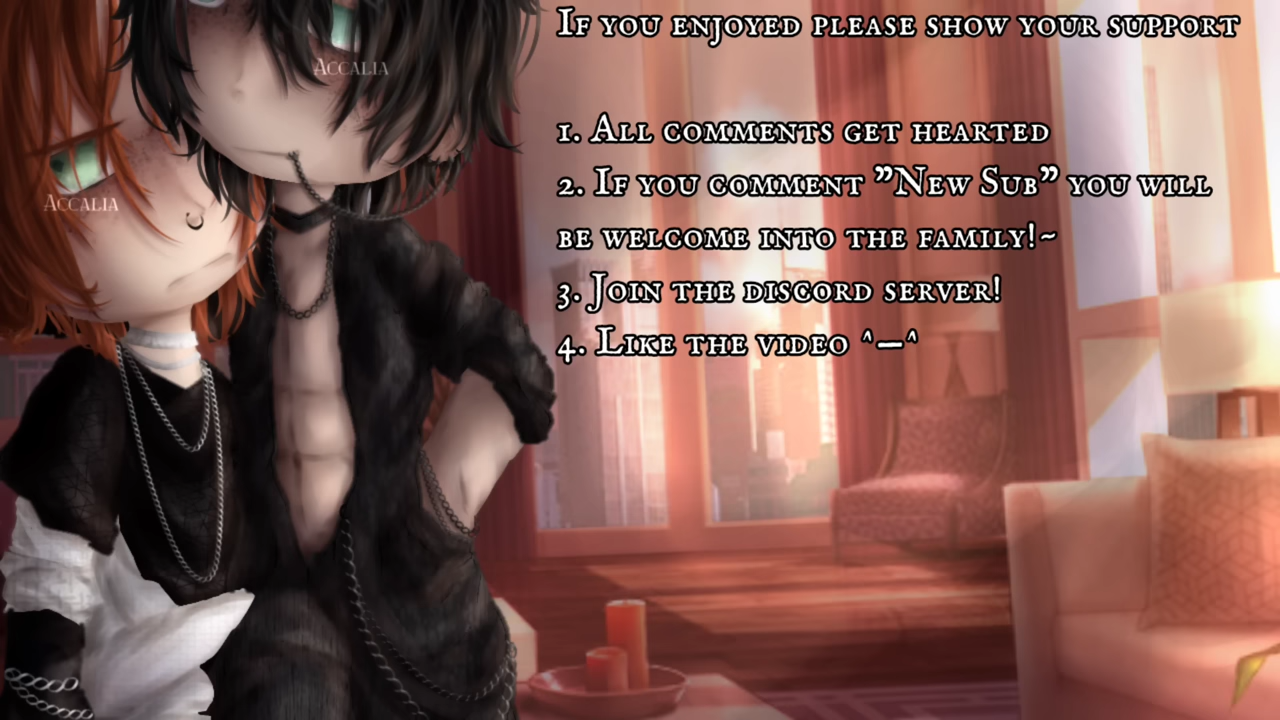 If you enjoyed please show your support
Accalia
1. All comments get hearted
2. If you comment "New Sub" you will
Accalia
be welcome into the family!~
3. Join the discord server!
4. Like the video ^-^